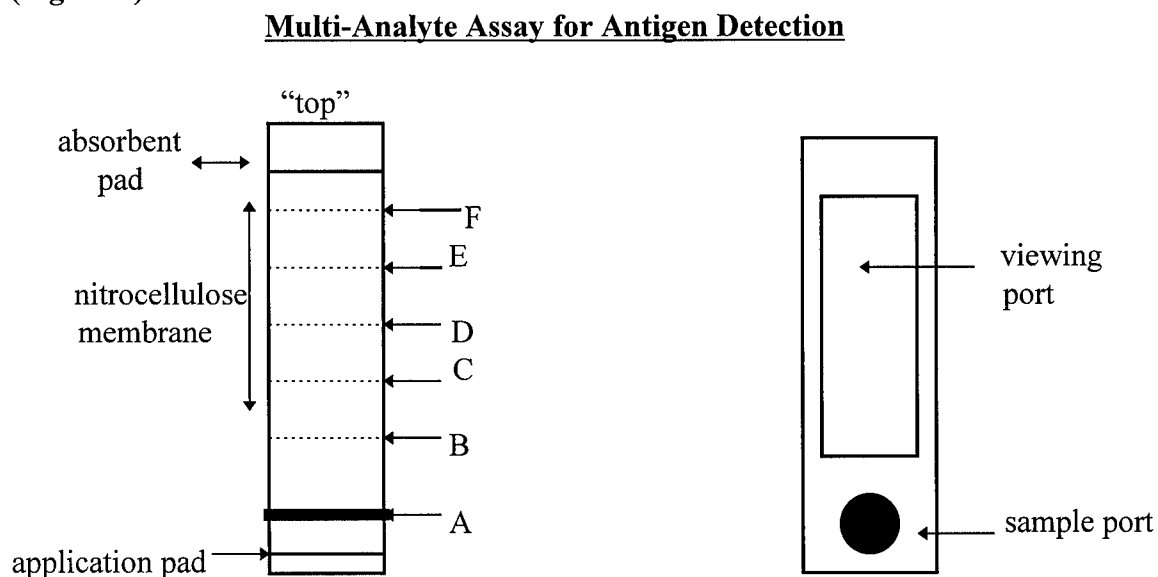 Multi-Analyte Assay for Antigen Detection
“top”
absorbent
pad
F
E
nitrocellulose
membrane
D
C
B
A
application pad
viewing
port
sample port